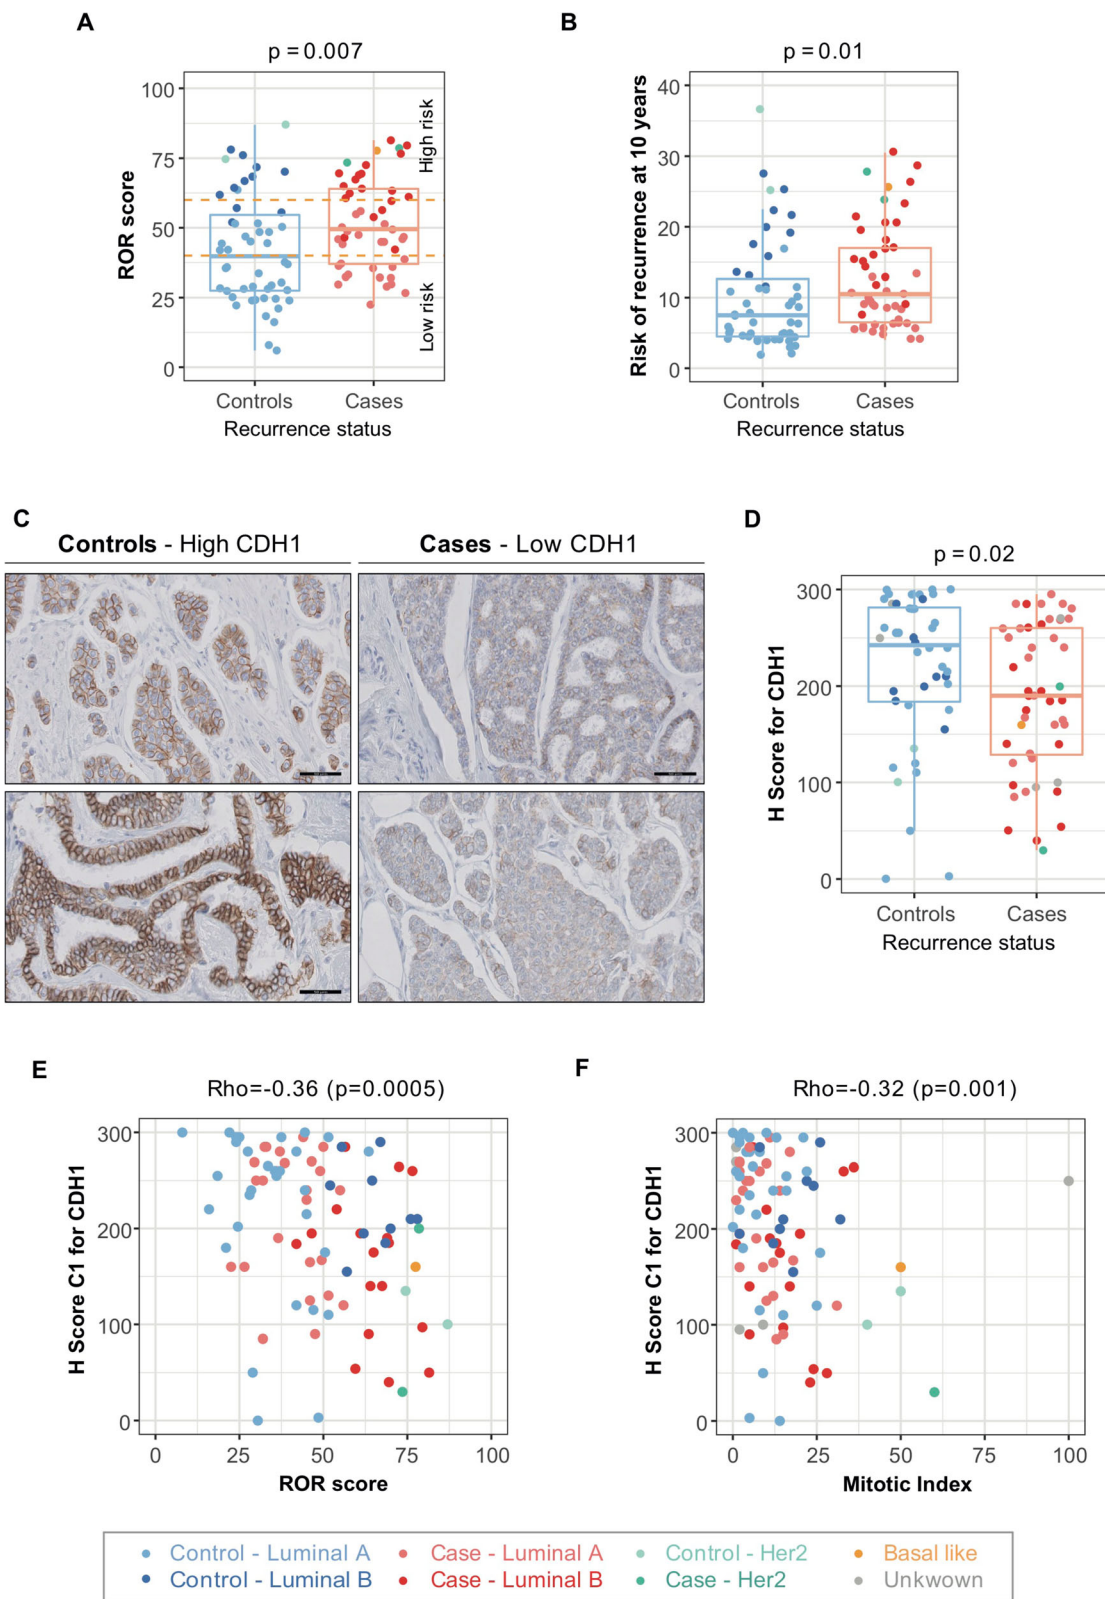 A
p = 0.007
ROR score
100
75
50
25
0
High risk
Low risk
Controls
Cases
Recurrence status
B
p = 0.01
Risk of recurrence at 10 years
40
30
20
10
0
Controls
Cases
Recurrence status
C
Controls - High CDH1
Cases - Low CDH1
D
p = 0.02
H Score for CDH1
300
200
100
0
Controls
Cases
Recurrence status
E
Rho=-0.36 (p=0.0005)
H Score C1 for CDH1
300
200
100
0
0 25 50 75 100
ROR score
F
Rho=-0.32 (p=0.001)
H Score C1 for CDH1
300
200
100
0
0 25 50 75 100
Mitotic Index
Control - Luminal A
Case - Luminal A
Control - Her2
Basal like
Control - Luminal B
Case - Luminal B
Case - Her2
Unkwown